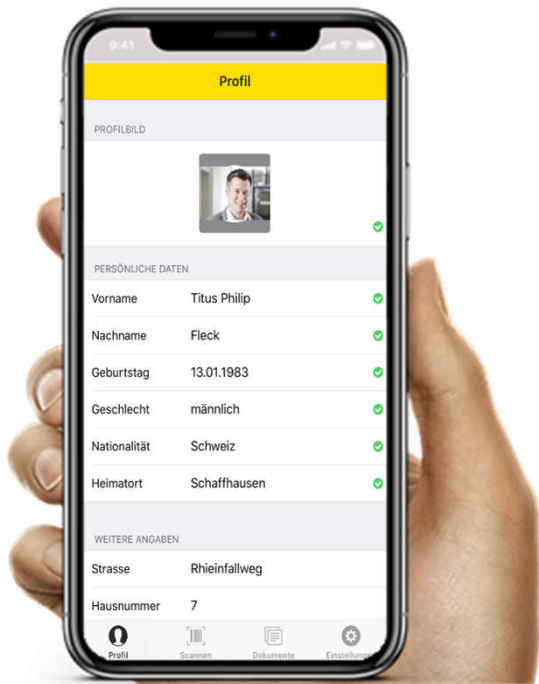 9:41
Profil
PROFILBILD
PERSÖNLICHE DATEN
Vorname Titus Philip
Nachname Fleck
Geburtstag 13.01.1983
Geschlecht männlich
Nationalität Schweiz
Heimatort Schaffhausen
WEITERE ANGABEN
Strasse Rhieinfallweg
Hausnummer 7
Profil Scannen Dokumente Einstellungen